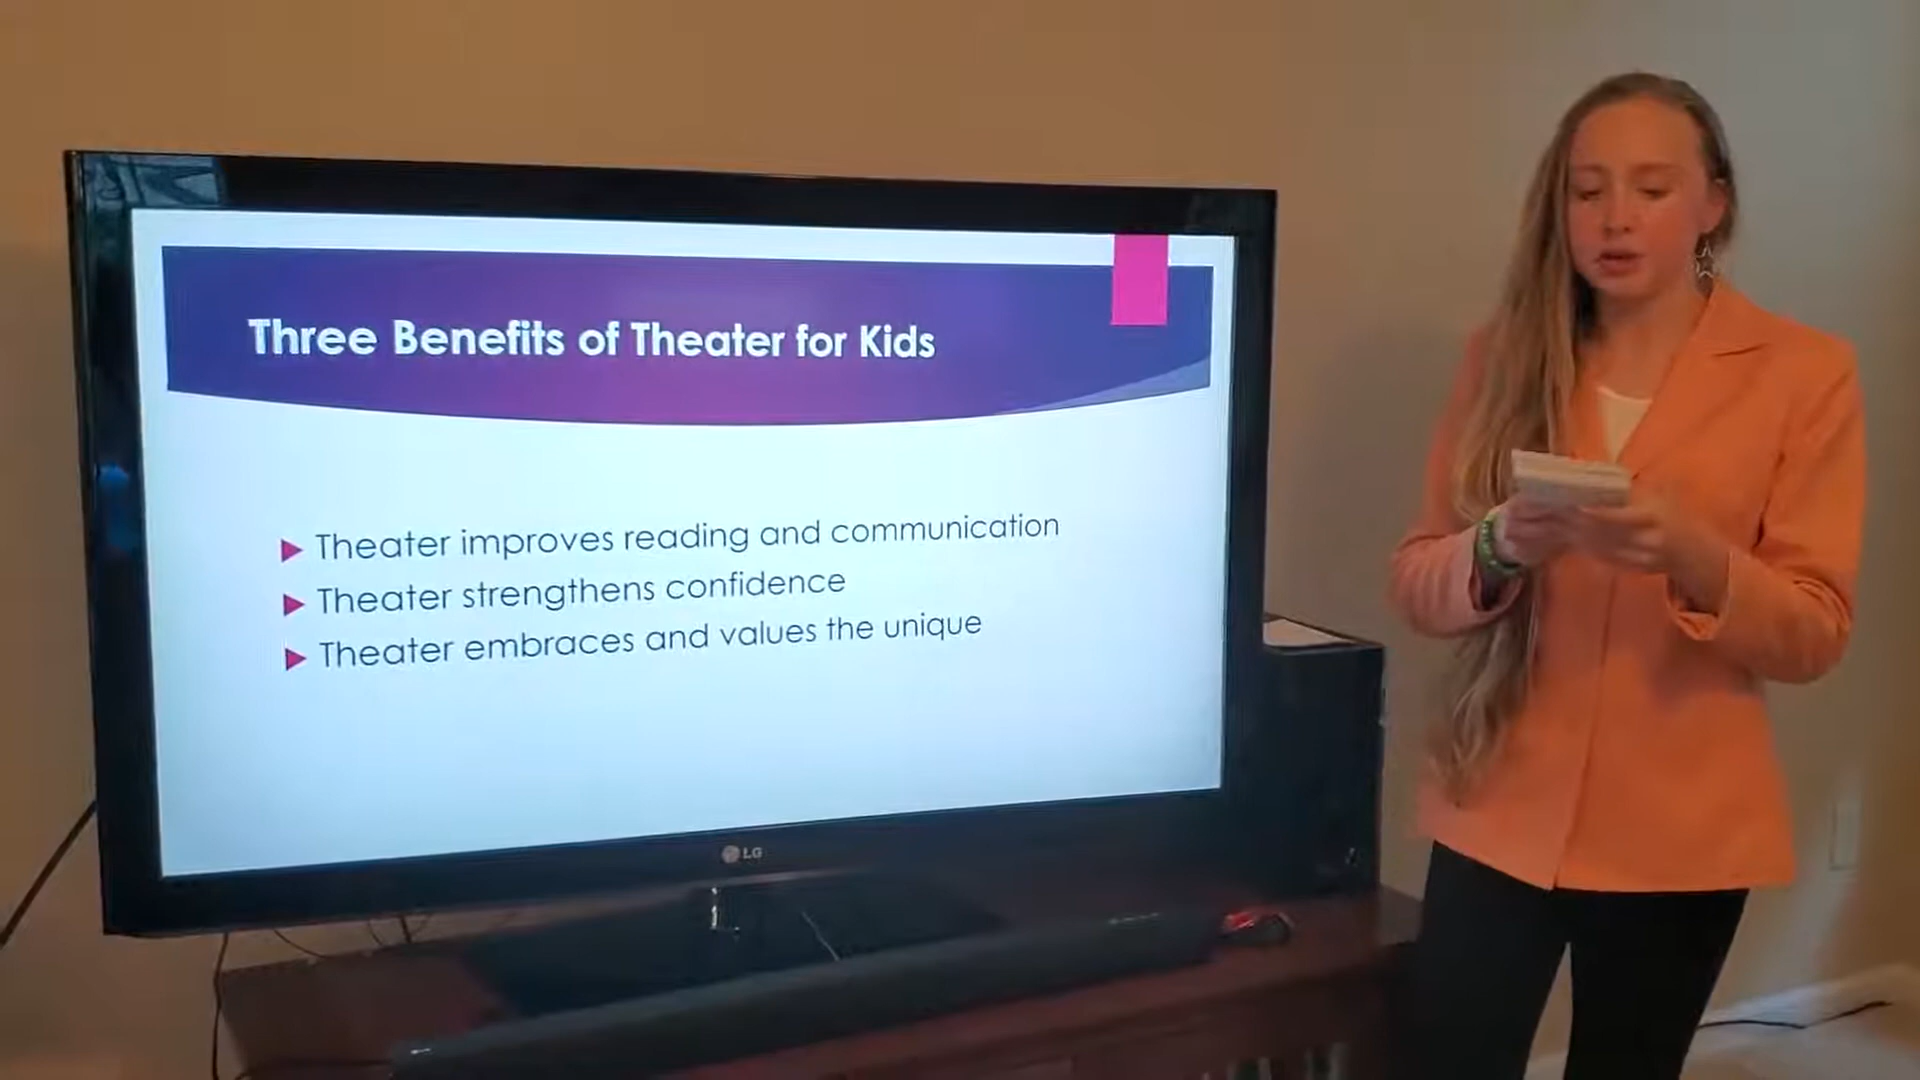 Three Benefits of Theater for Kids
Theater improves reading and communication
Theater strengthens confidence
Theater embraces and values the unique
LG